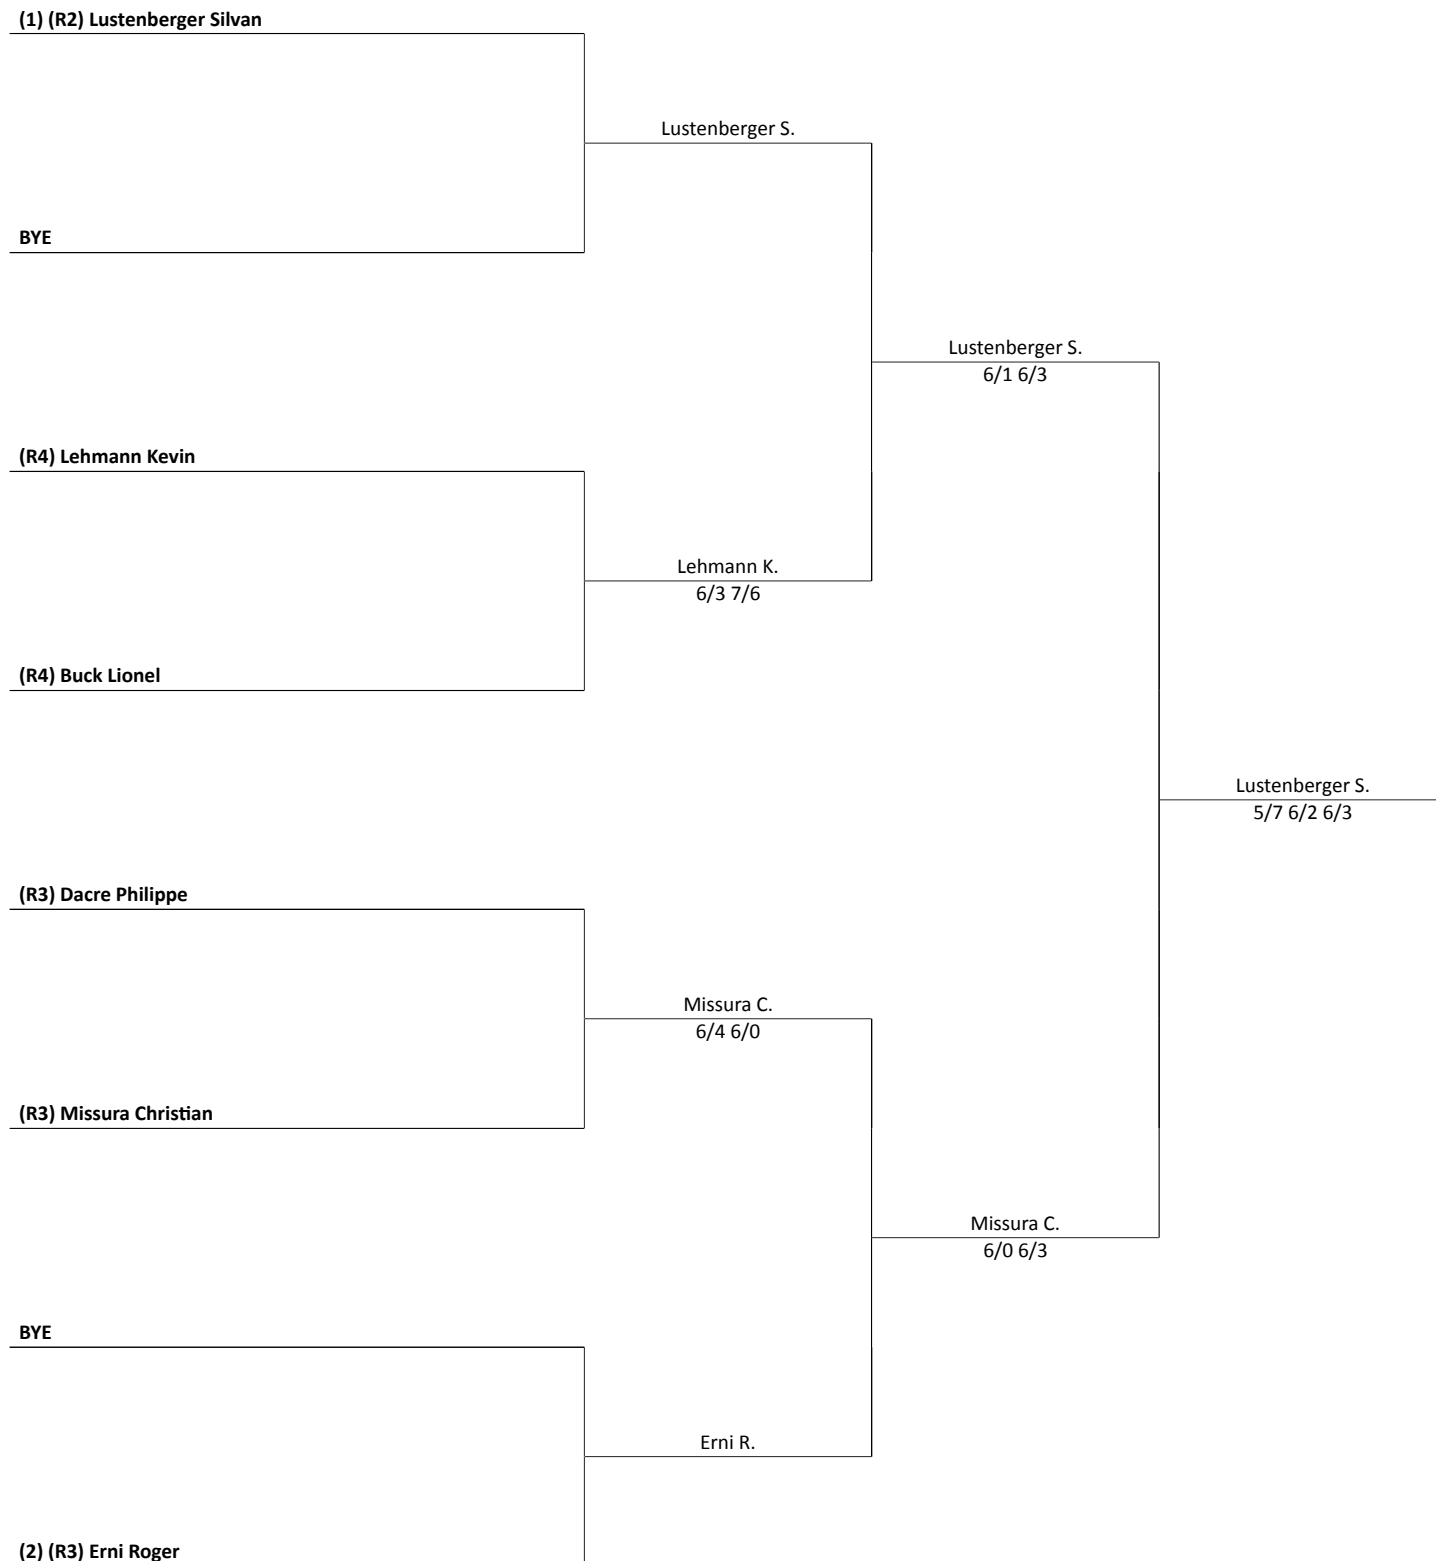 (1) (R2) Lustenberger Silvan
Lustenberger S.
BYE
Lustenberger S.
6/1 6/3
(R4) Lehmann Kevin
Lehmann K.
6/3 7/6
(R4) Buck Lionel
Lustenberger S.
5/7 6/2 6/3
(R3) Dacre Philippe
Missura C.
6/4 6/0
(R3) Missura Christian
Missura C.
6/0 6/3
BYE
Erni R.
(2) (R3) Erni Roger